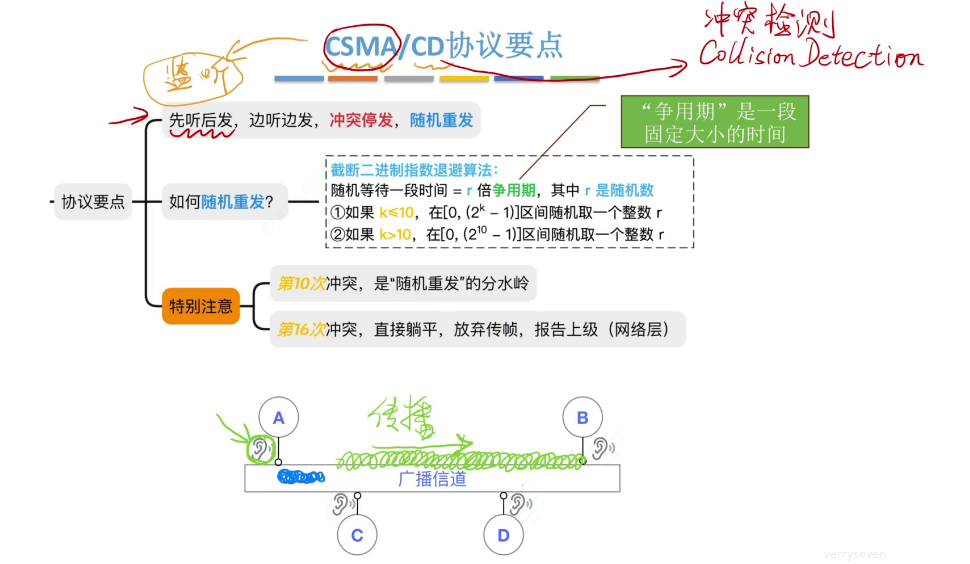 冲突检测
Collision Detection
CSMA/CD协议要点
监听
“争用期”是一段
固定大小的时间
先听后发，边听边发，冲突停发，随机重发
协议要点
如何随机重发?
截断二进制指数退避算法：
随机等待一段时间 = r 倍争用期，其中 r 是随机数
①如果 k≤10，在[0, (2^k − 1)]区间随机取一个整数 r
②如果 k>10，在[0, (2^10 − 1)]区间随机取一个整数 r
特别注意
第10次冲突，是“随机重发”的分水岭
第16次冲突，直接躺平，放弃传帧，报告上级（网络层）
传播
A
B
广播信道
C
D
verryseven